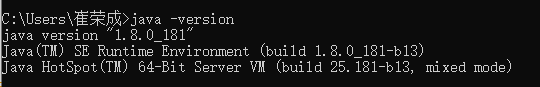 C:\Users\崔荣成>java -version
java version "1.8.0_181"
Java(TM) SE Runtime Environment (build 1.8.0_181-b13)
Java HotSpot(TM) 64-Bit Server VM (build 25.181-b13, mixed mode)